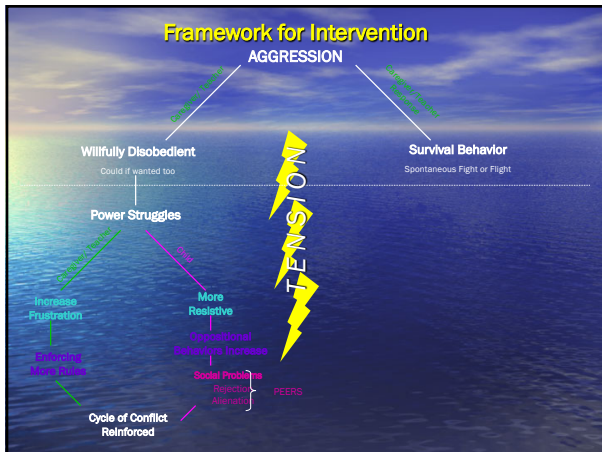 Framework for Intervention
AGGRESSION
Willfully Disobedient
Could if wanted too
Survival Behavior
Spontaneous Fight or Flight
TENSION
Power Struggles
Increase
Frustration
More
Resistive
Oppositional
Behaviors Increase
Enforcing
More Rules
Social Problems
Rejection
Alienation
PEERS
Cycle of Conflict
Reinforced